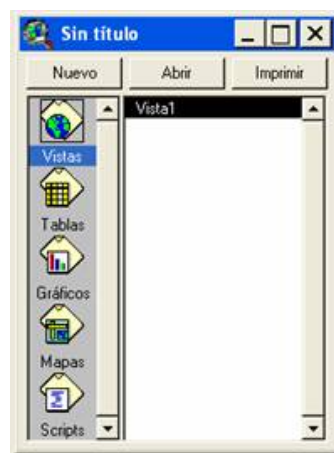 Sin título
Nuevo Abrir Imprimir
Vista1
Vistas
Tablas
Gráficos
Mapas
Scripts